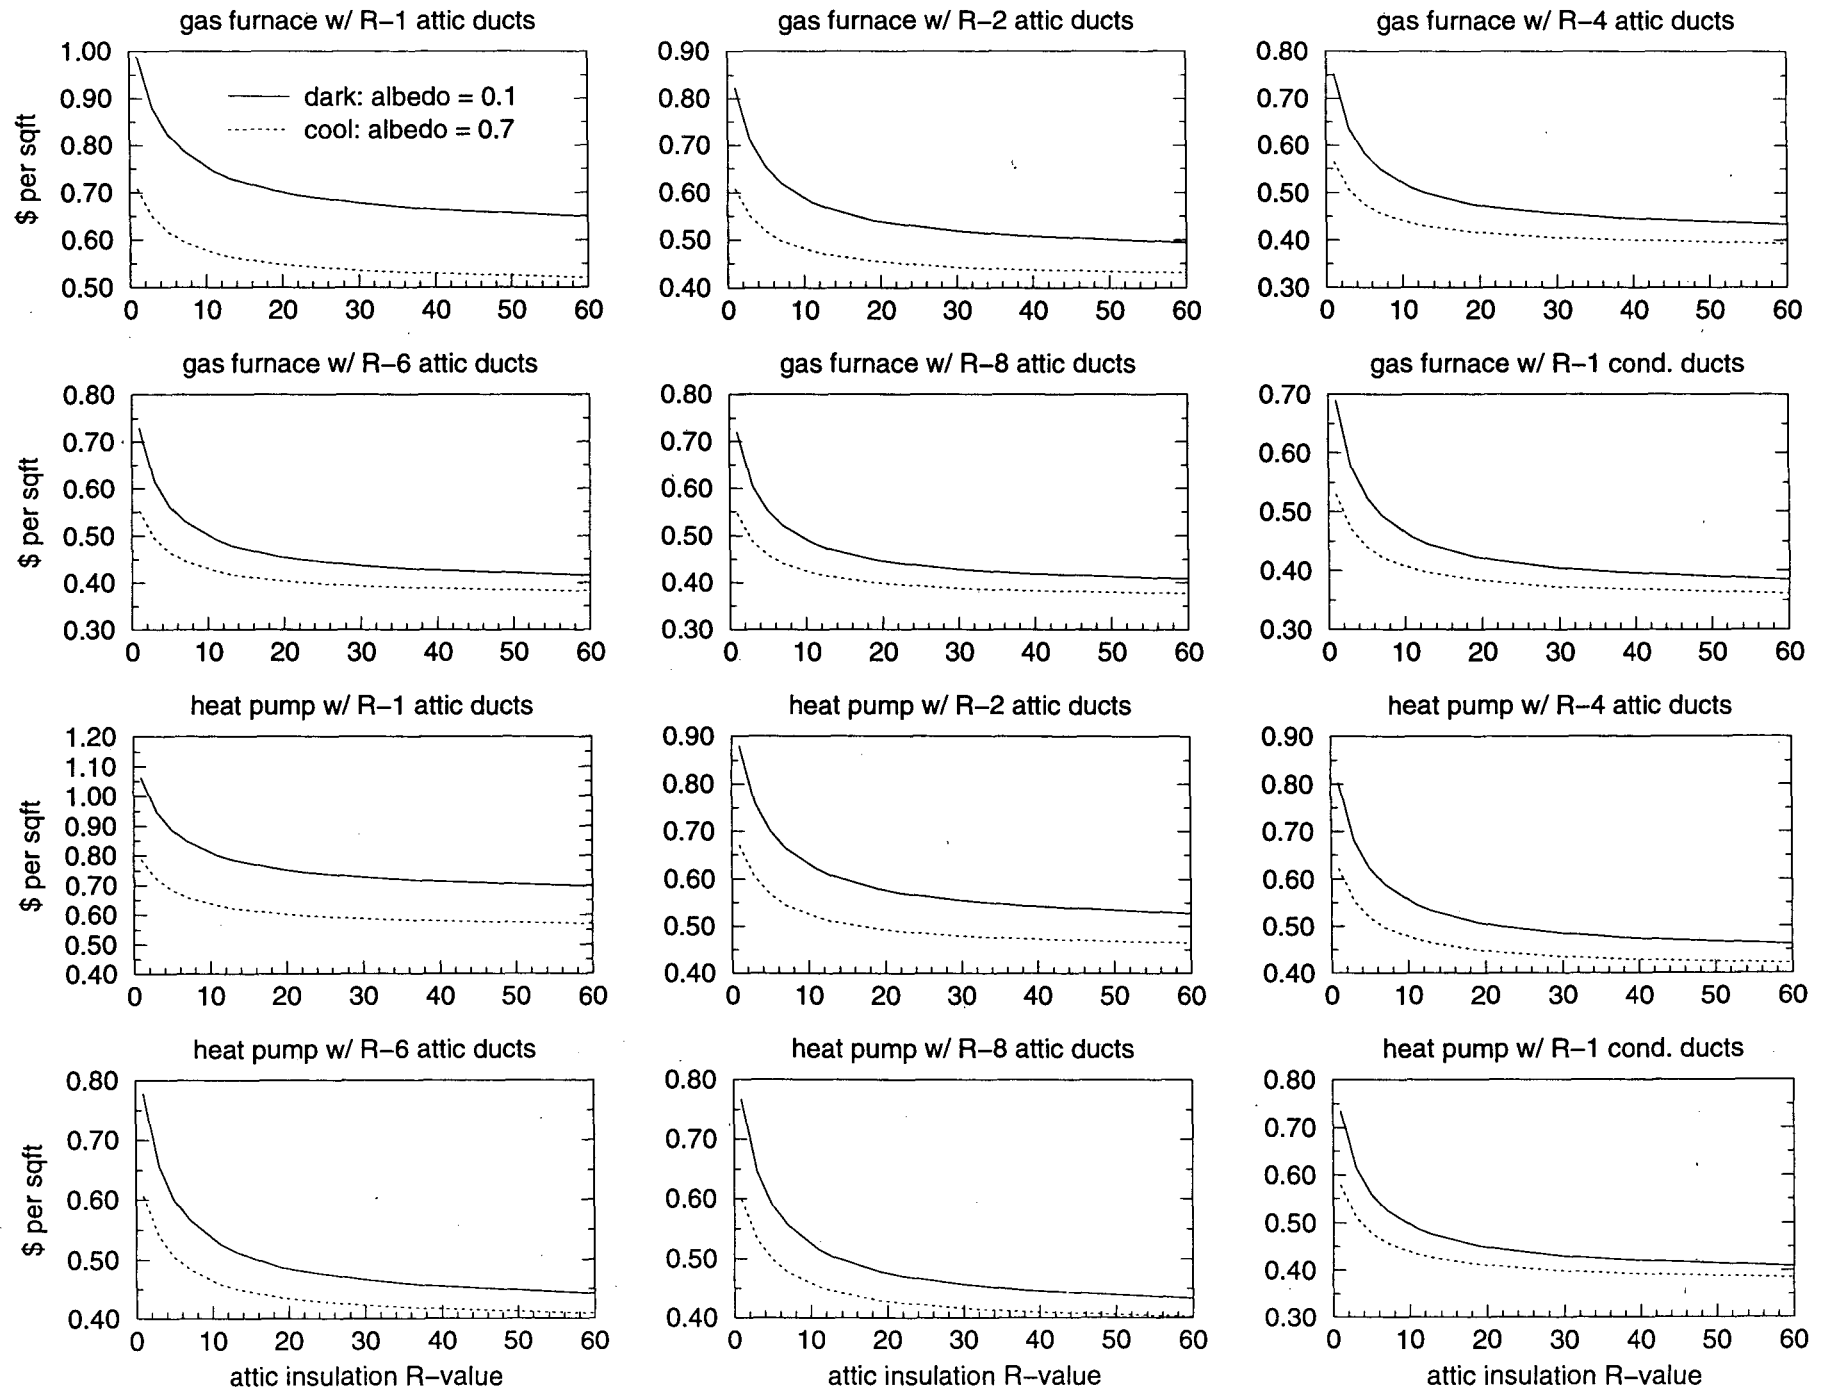 gas furnace w/ R−1 attic ducts
1.00
0.90
0.80
0.70
0.60
0.50
$ per sqft
dark: albedo = 0.1
cool: albedo = 0.7
0 10 20 30 40 50 60
gas furnace w/ R−2 attic ducts
0.90
0.80
0.70
0.60
0.50
0.40
0 10 20 30 40 50 60
gas furnace w/ R−4 attic ducts
0.80
0.70
0.60
0.50
0.40
0.30
0 10 20 30 40 50 60
gas furnace w/ R−6 attic ducts
0.80
0.70
0.60
0.50
0.40
0.30
$ per sqft
0 10 20 30 40 50 60
gas furnace w/ R−8 attic ducts
0.80
0.70
0.60
0.50
0.40
0.30
0 10 20 30 40 50 60
gas furnace w/ R−1 cond. ducts
0.70
0.60
0.50
0.40
0.30
0 10 20 30 40 50 60
heat pump w/ R−1 attic ducts
1.20
1.10
1.00
0.90
0.80
0.70
0.60
0.50
0.40
$ per sqft
0 10 20 30 40 50 60
heat pump w/ R−2 attic ducts
0.90
0.80
0.70
0.60
0.50
0.40
0 10 20 30 40 50 60
heat pump w/ R−4 attic ducts
0.90
0.80
0.70
0.60
0.50
0.40
0 10 20 30 40 50 60
heat pump w/ R−6 attic ducts
0.80
0.70
0.60
0.50
0.40
$ per sqft
0 10 20 30 40 50 60
attic insulation R−value
heat pump w/ R−8 attic ducts
0.80
0.70
0.60
0.50
0.40
0 10 20 30 40 50 60
attic insulation R−value
heat pump w/ R−1 cond. ducts
0.80
0.70
0.60
0.50
0.40
0.30
0 10 20 30 40 50 60
attic insulation R−value